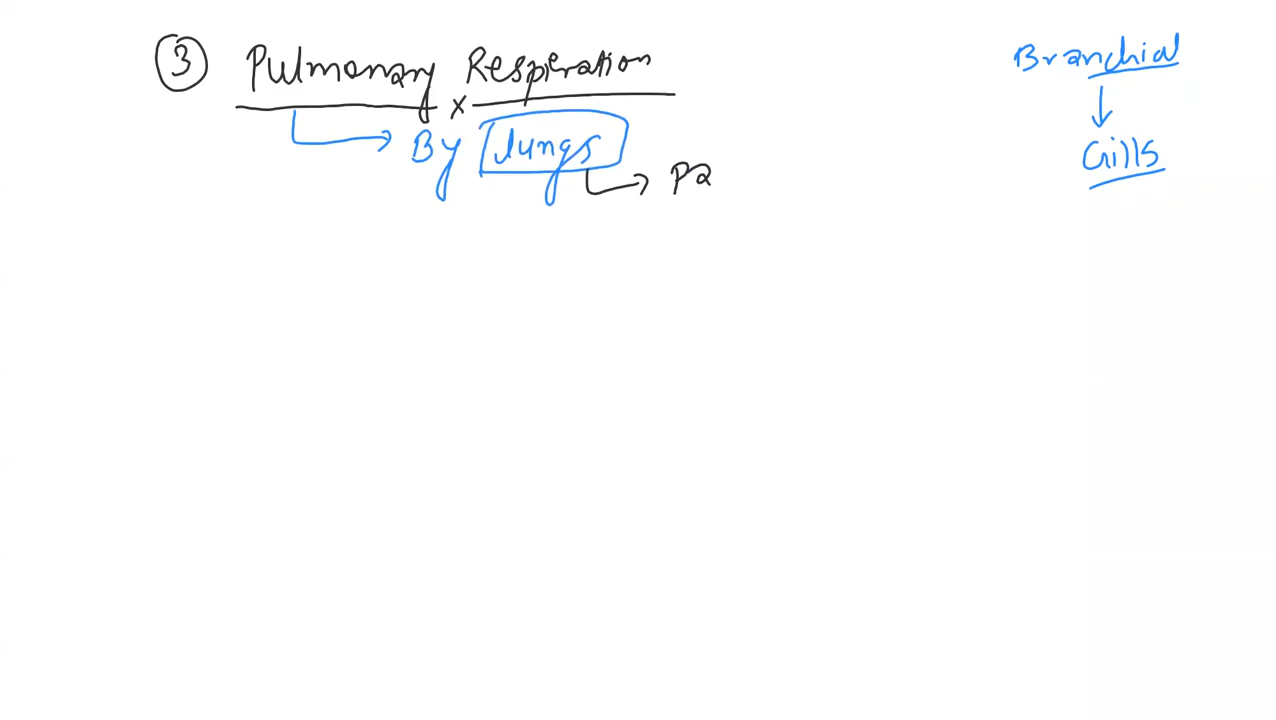 ③ Pulmonary Respiration
By lungs
Pa
Branchial
Gills